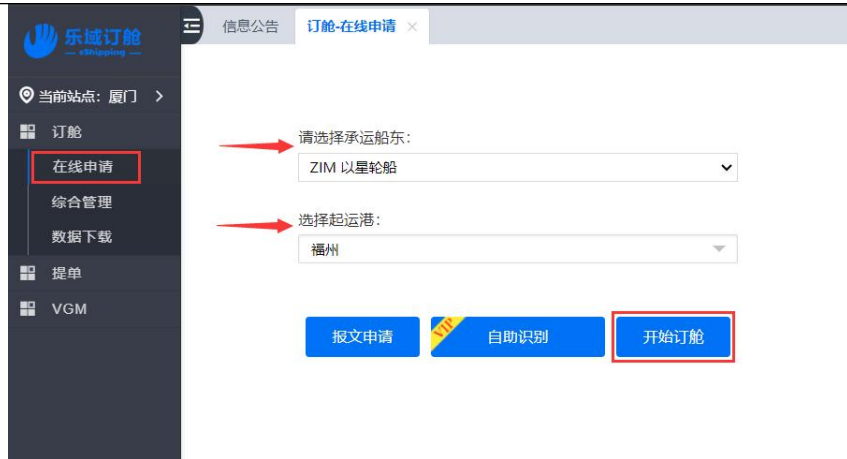 乐域订舱
eShipping
信息公告
订舱-在线申请 ×
当前站点：厦门 >
订舱
在线申请
综合管理
数据下载
提单
VGM
请选择承运船东：
ZIM 以星轮船
选择起运港：
福州
报文申请
VIP
自助识别
开始订舱